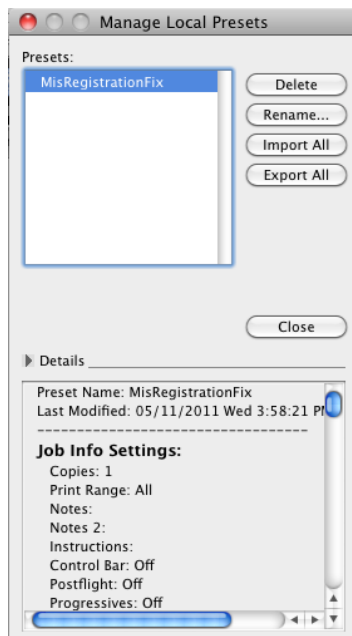 Manage Local Presets
Presets:
MisRegistrationFix
Delete
Rename...
Import All
Export All
Close
Details
Preset Name: MisRegistrationFix
Last Modified: 05/11/2011 Wed 3:58:21 PM
-----------------------------------
Job Info Settings:
Copies: 1
Print Range: All
Notes:
Notes 2:
Instructions:
Control Bar: Off
Postflight: Off
Progressives: Off